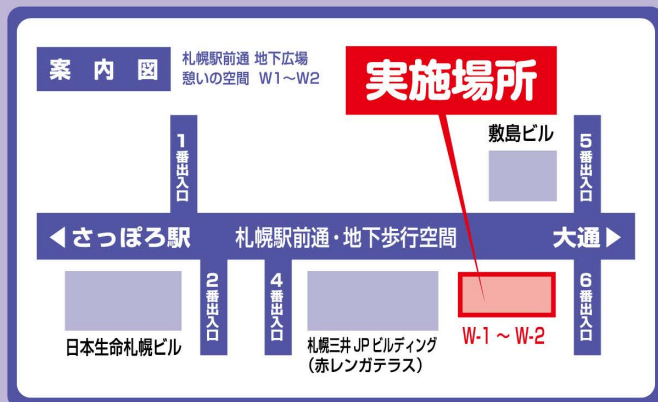 案内図
札幌駅前通 地下広場
憩いの空間 W1～W2
実施場所
敷島ビル
1番出入口
5番出入口
◀さっぽろ駅
札幌駅前通・地下歩行空間
大通▶
2番出入口
4番出入口
6番出入口
日本生命札幌ビル
札幌三井JPビルディング
(赤レンガテラス)
W-1～W-2